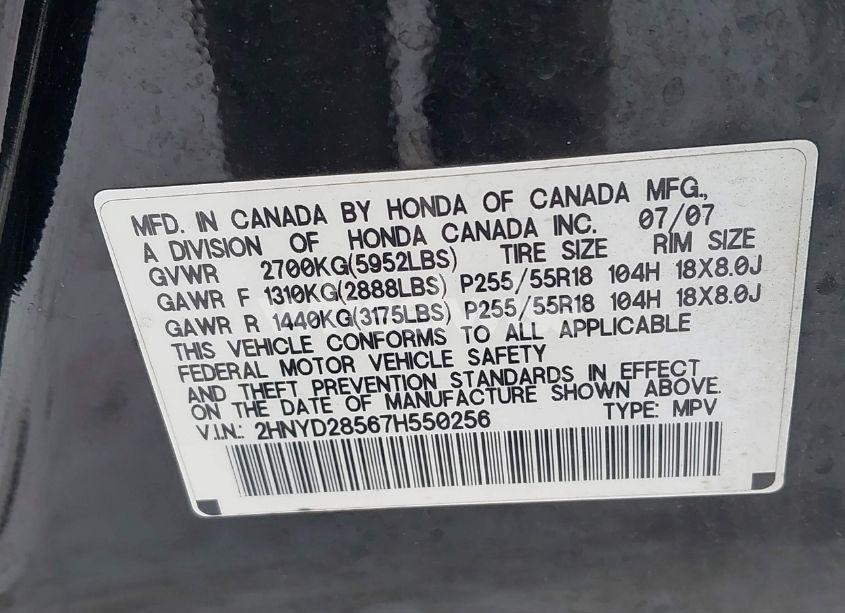 MFD. IN CANADA BY HONDA OF CANADA MFG.,
A DIVISION OF HONDA CANADA INC. 07/07
GVWR 2700KG(5952LBS) TIRE SIZE RIM SIZE
GAWR F 1310KG(2888LBS) P255/55R18 104H 18X8.0J
GAWR R 1440KG(3175LBS) P255/55R18 104H 18X8.0J
THIS VEHICLE CONFORMS TO ALL APPLICABLE
FEDERAL MOTOR VEHICLE SAFETY
AND THEFT PREVENTION STANDARDS IN EFFECT
ON THE DATE OF MANUFACTURE SHOWN ABOVE.
V.I.N.: 2HNYD28567H550256 TYPE: MPV